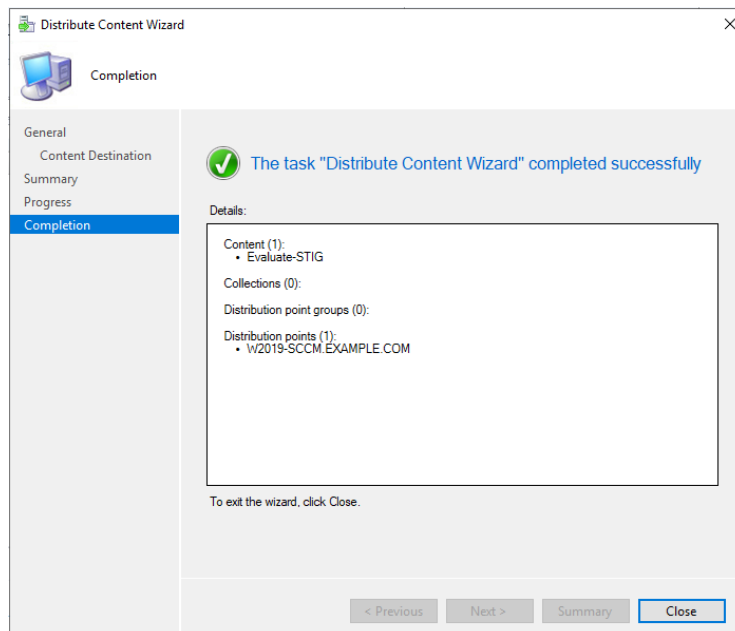 Distribute Content Wizard
Completion
General
Content Destination
Summary
Progress
Completion
The task "Distribute Content Wizard" completed successfully
Details:
Content (1):
• Evaluate-STIG
Collections (0):
Distribution point groups (0):
Distribution points (1):
• W2019-SCCM.EXAMPLE.COM
To exit the wizard, click Close.
< Previous
Next >
Summary
Close